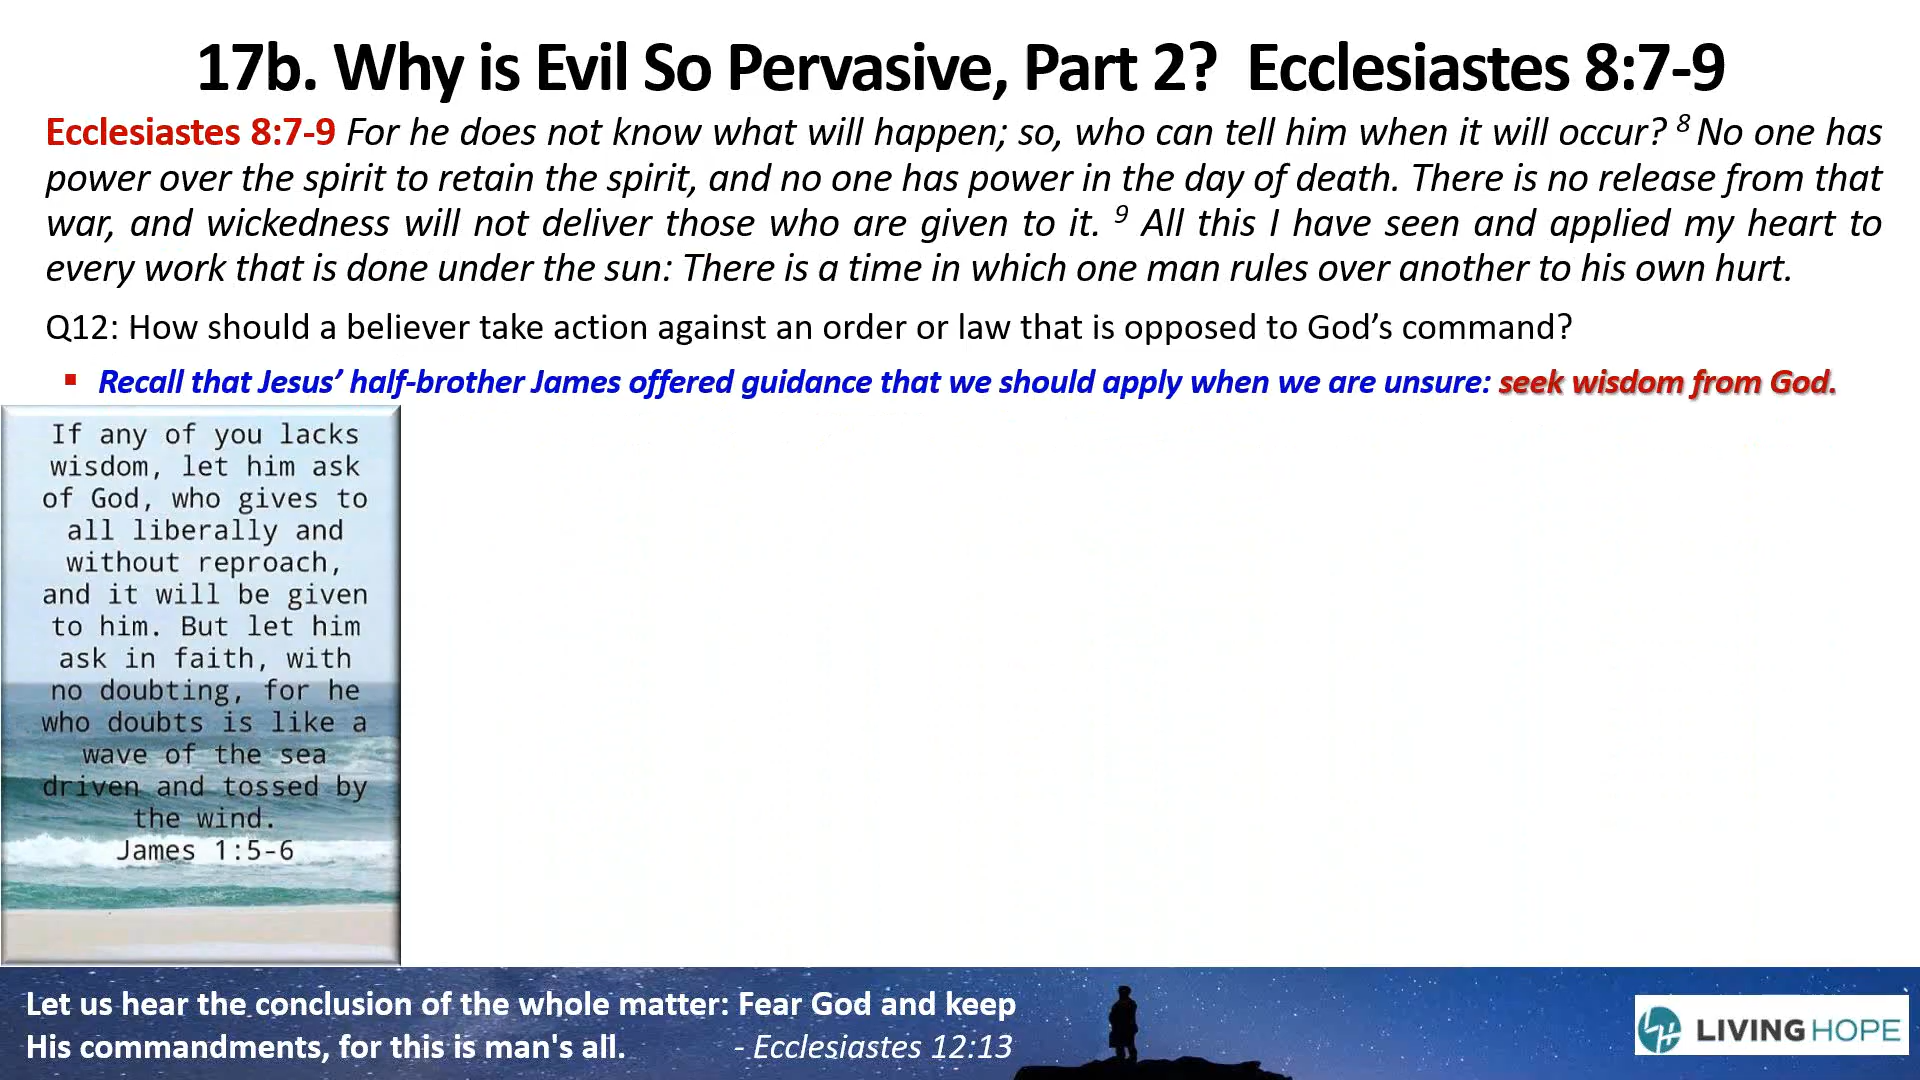 17b. Why is Evil So Pervasive, Part 2?  Ecclesiastes 8:7-9
Ecclesiastes 8:7-9 For he does not know what will happen; so, who can tell him when it will occur? 8 No one has
power over the spirit to retain the spirit, and no one has power in the day of death. There is no release from that
war, and wickedness will not deliver those who are given to it. 9 All this I have seen and applied my heart to
every work that is done under the sun: There is a time in which one man rules over another to his own hurt.
Q12: How should a believer take action against an order or law that is opposed to God’s command?
▪ Recall that Jesus’ half-brother James offered guidance that we should apply when we are unsure: seek wisdom from God.
If any of you lacks
wisdom, let him ask
of God, who gives to
all liberally and
without reproach,
and it will be given
to him. But let him
ask in faith, with
no doubting, for he
who doubts is like a
wave of the sea
driven and tossed by
the wind.
James 1:5-6
Let us hear the conclusion of the whole matter: Fear God and keep
His commandments, for this is man's all. - Ecclesiastes 12:13
LIVING HOPE